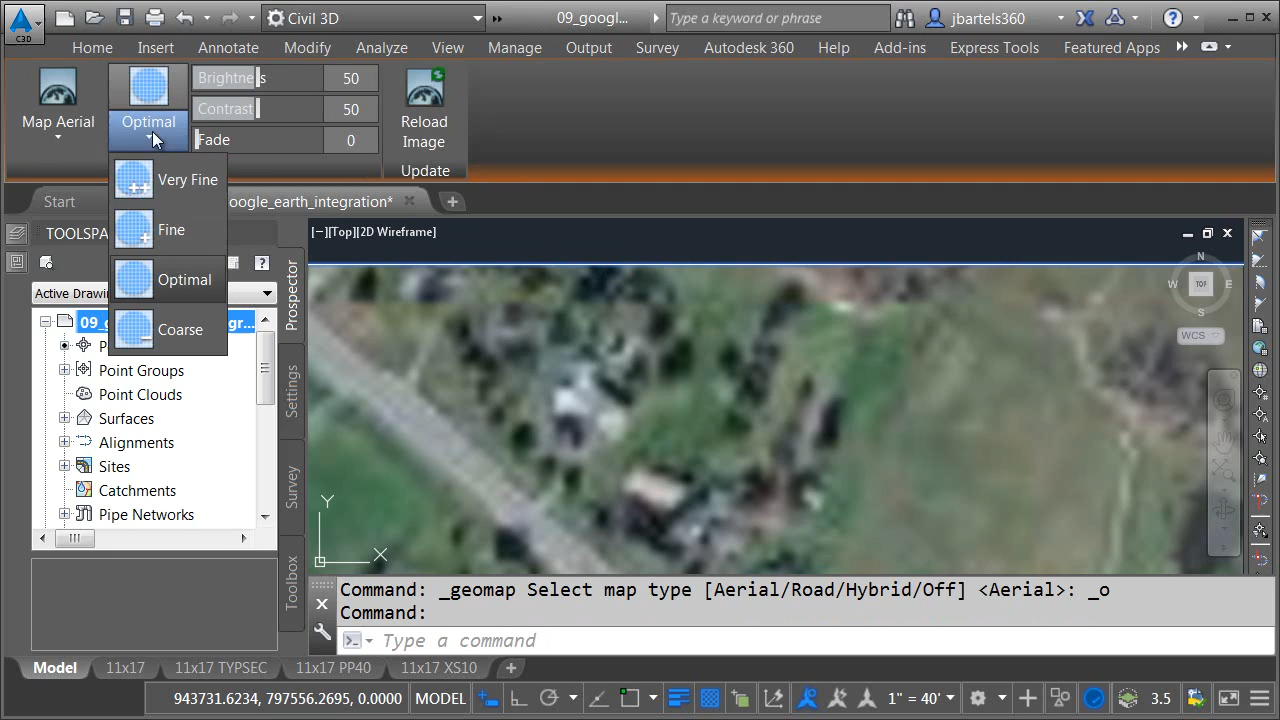 C3D
Civil 3D
09_googl...
Type a keyword or phrase
jbartels360
Home
Insert
Annotate
Modify
Analyze
View
Manage
Output
Survey
Autodesk 360
Help
Add-ins
Express Tools
Featured Apps
Map Aerial
Optimal
Brightness 50
Contrast 50
Fade 0
Reload Image
Update
Very Fine
Fine
Optimal
Coarse
Start
oogle_earth_integration*
TOOLSPA
[−][Top][2D Wireframe]
Active Drawi
Prospector
Settings
Survey
Toolbox
09_g gr...
P
Point Groups
Point Clouds
Surfaces
Alignments
Sites
Catchments
Pipe Networks
N
W TOP E
S
WCS
Y
X
Command: _geomap Select map type [Aerial/Road/Hybrid/Off] <Aerial>: _o
Command:
Type a command
Model
11x17
11x17 TYPSEC
11x17 PP40
11x17 XS10
943731.6234, 797556.2695, 0.0000
MODEL
1" = 40'
3.5